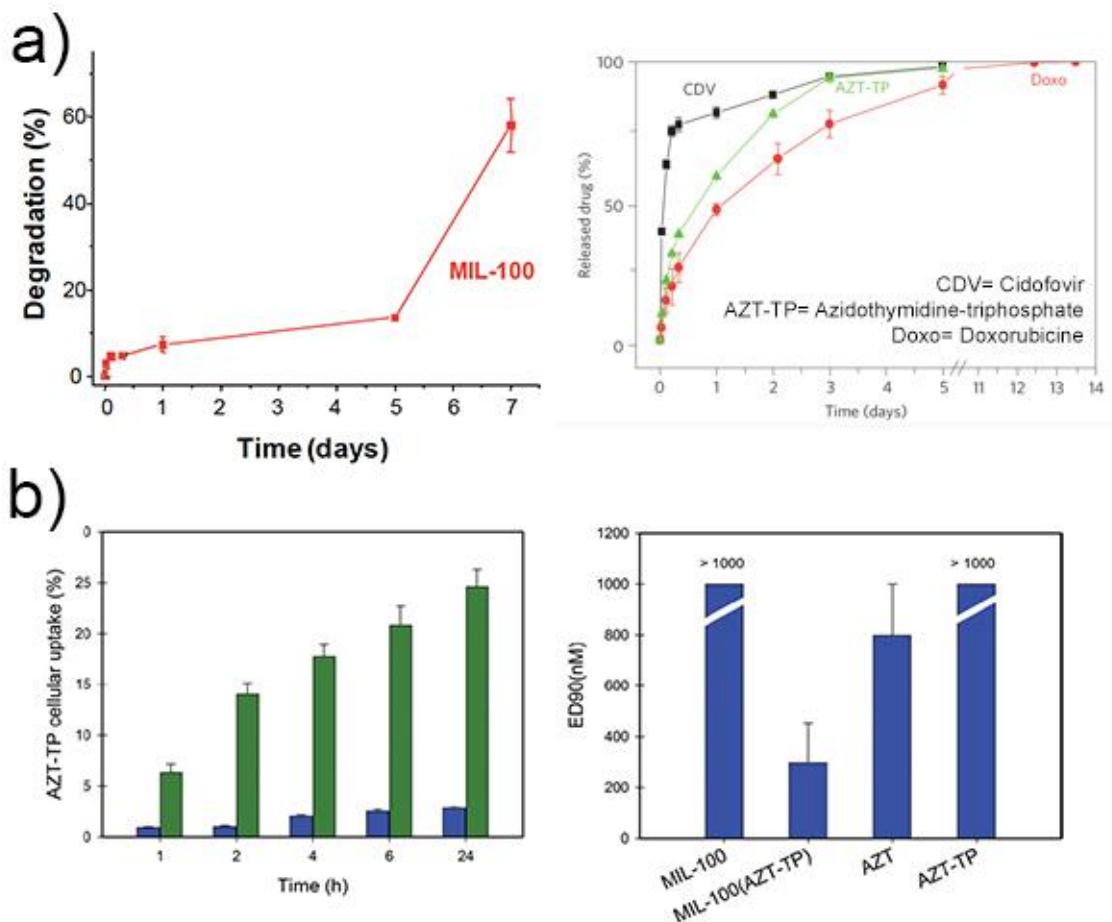 a)
Degradation (%)
60
40
20
0
MIL-100
0 1 2 3 4 5 6 7
Time (days)
Released drug (%)
100
50
0
CDV
AZT-TP
Doxo
CDV= Cidofovir
AZT-TP= Azidothymidine-triphosphate
Doxo= Doxorubicine
0 1 2 3 4 5 11 12 13 14
Time (days)
b)
AZT-TP cellular uptake (%)
0
25
20
15
10
5
0
1 2 4 6 24
Time (h)
ED90(nM)
1200
1000
800
600
400
200
0
> 1000
> 1000
MIL-100
MIL-100(AZT-TP)
AZT
AZT-TP